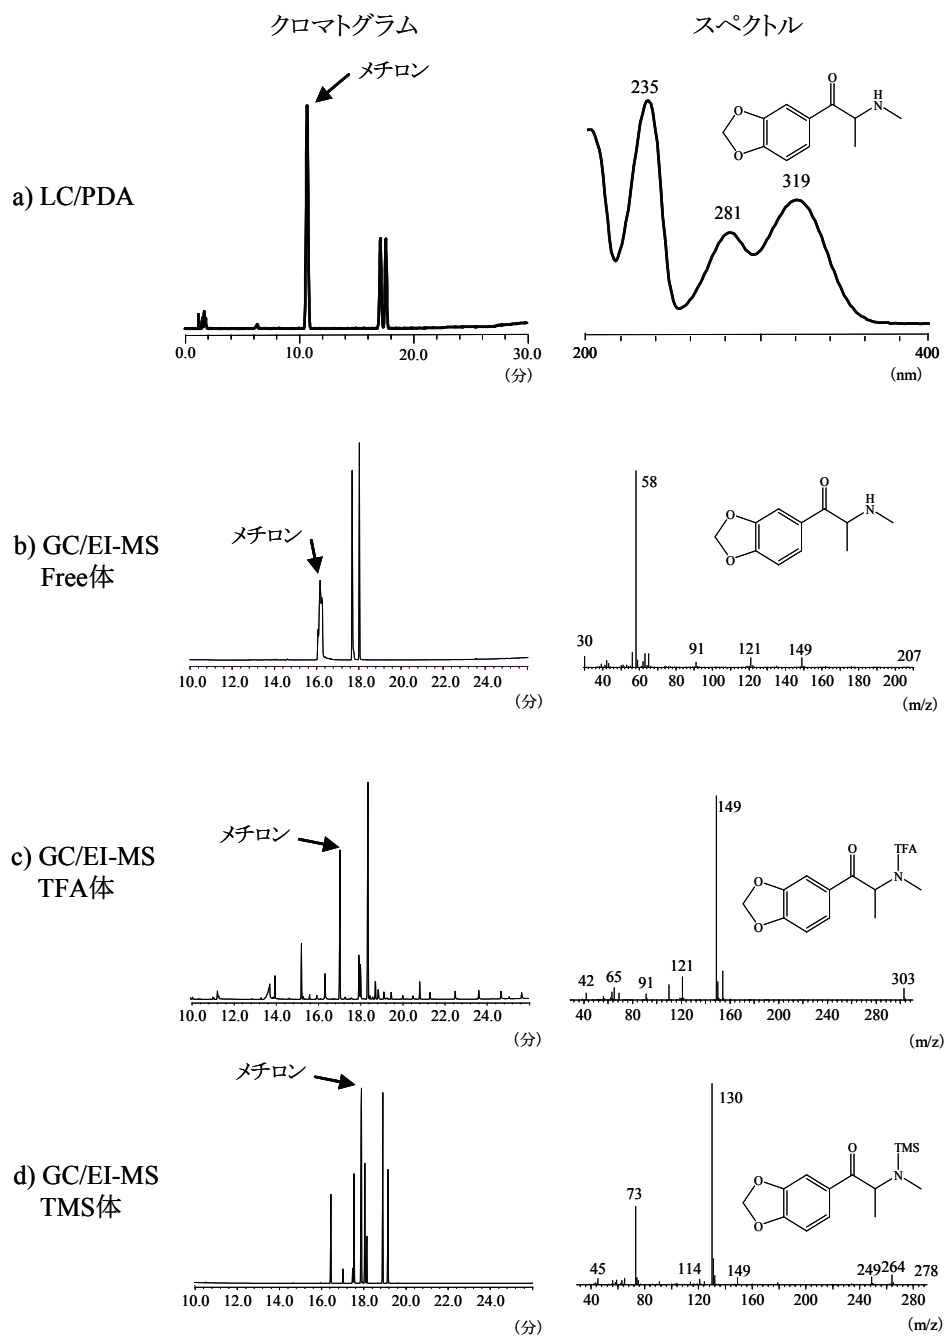 クロマトグラム スペクトル
メチロン
a) LC/PDA
0.0 10.0 20.0 30.0
(分)
235
281
319
O
H
N
O
O
200 400
(nm)
b) GC/EI-MS
Free体
メチロン
10.0 12.0 14.0 16.0 18.0 20.0 22.0 24.0
(分)
58
30
91
121
149
207
O
H
N
O
O
40 60 80 100 120 140 160 180 200
(m/z)
c) GC/EI-MS
TFA体
メチロン
10.0 12.0 14.0 16.0 18.0 20.0 22.0 24.0
(分)
149
42
65
91
121
303
O
TFA
N
O
O
40 80 120 160 200 240 280
(m/z)
d) GC/EI-MS
TMS体
メチロン
10.0 12.0 14.0 16.0 18.0 20.0 22.0 24.0
(分)
130
73
45
114
149
249
264
278
O
TMS
N
O
O
40 80 120 160 200 240 280
(m/z)